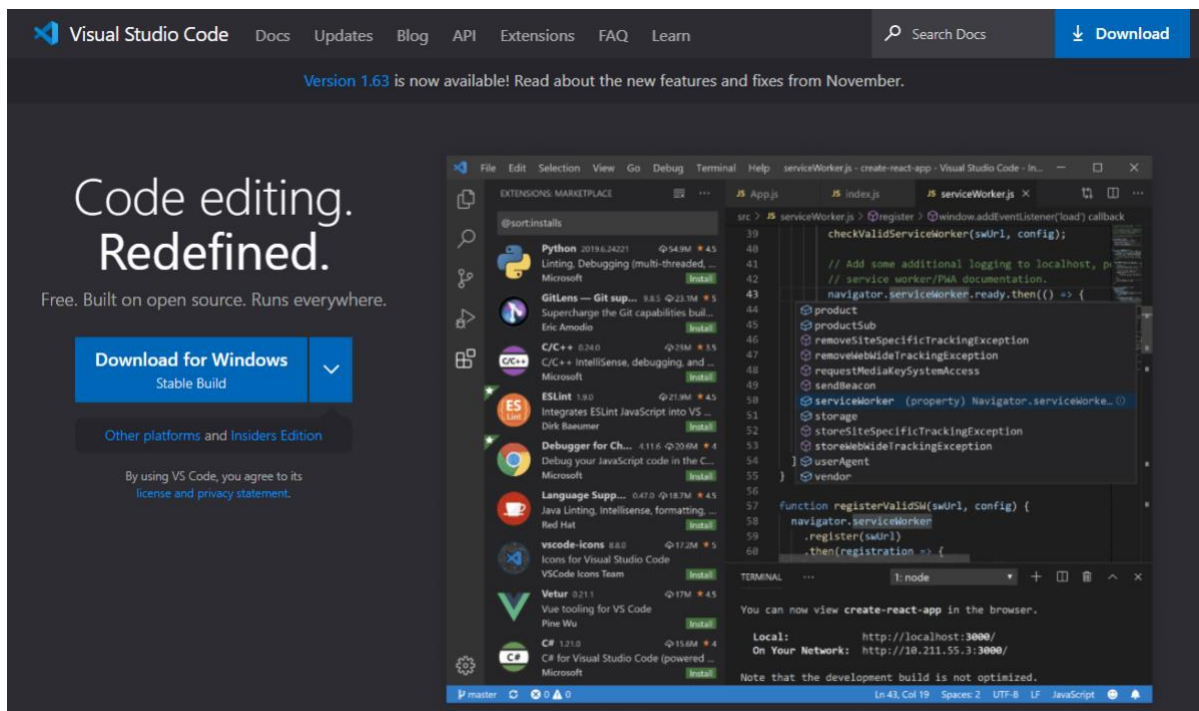 Visual Studio Code Docs Updates Blog API Extensions FAQ Learn Search Docs Download
Version 1.63 is now available! Read about the new features and fixes from November.
Code editing.
Redefined.
Free. Built on open source. Runs everywhere.
Download for Windows
Stable Build
Other platforms and Insiders Edition
By using VS Code, you agree to its
license and privacy statement.
File Edit Selection View Go Debug Terminal Help serviceWorker.js - create-react-app - Visual Studio Code - In...
EXTENSIONS: MARKETPLACE
@sort:installs
Python 2019.6.24221 54.9M ★ 4.5
Linting, Debugging (multi-threaded, ...
Microsoft Install
GitLens — Git sup... 9.8.5 23.1M ★ 5
Supercharge the Git capabilities buil...
Eric Amodio Install
C/C++ 0.24.0 23M ★ 3.5
C/C++ IntelliSense, debugging, and ...
Microsoft Install
ESLint 1.9.0 21.9M ★ 4.5
Integrates ESLint JavaScript into VS ...
Dirk Baeumer Install
Debugger for Ch... 4.11.6 20.6M ★ 4
Debug your JavaScript code in the C...
Microsoft Install
Language Supp... 0.47.0 18.7M ★ 4.5
Java Linting, Intellisense, formatting, ...
Red Hat Install
vscode-icons 8.8.0 17.2M ★ 5
Icons for Visual Studio Code
VSCode Icons Team Install
Vetur 0.21.1 17M ★ 4.5
Vue tooling for VS Code
Pine Wu Install
C# 1.21.0 15.6M ★ 4
C# for Visual Studio Code (powered ...
Microsoft Install
JS App.js JS index.js JS serviceWorker.js
src > JS serviceWorker.js > register > window.addEventListener('load') callback
39 checkValidServiceWorker(swUrl, config);
40
41 // Add some additional logging to localhost,
42 // service worker/PWA documentation.
43 navigator.serviceWorker.ready.then(() => {
44 product
45 productSub
46 removeSiteSpecificTrackingException
47 removeWebWideTrackingException
48 requestMediaKeySystemAccess
49 sendBeacon
50 serviceWorker (property) Navigator.serviceWorke...
51 storage
52 storeSiteSpecificTrackingException
53 storeWebWideTrackingException
54 } userAgent
55 } vendor
56
57 function registerValidSW(swUrl, config) {
58 navigator.serviceWorker
59 .register(swUrl)
60 .then(registration => {
TERMINAL ... 1: node
You can now view create-react-app in the browser.
Local: http://localhost:3000/
On Your Network: http://10.211.55.3:3000/
Note that the development build is not optimized.
master 0 0 Ln 43, Col 19 Spaces: 2 UTF-8 LF JavaScript